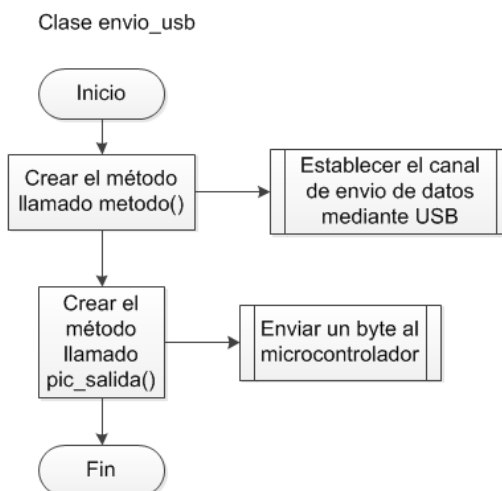 Clase envio_usb
Inicio
Crear el método
llamado metodo()
Establecer el canal
de envio de datos
mediante USB
Crear el
método
llamado
pic_salida()
Enviar un byte al
microcontrolador
Fin